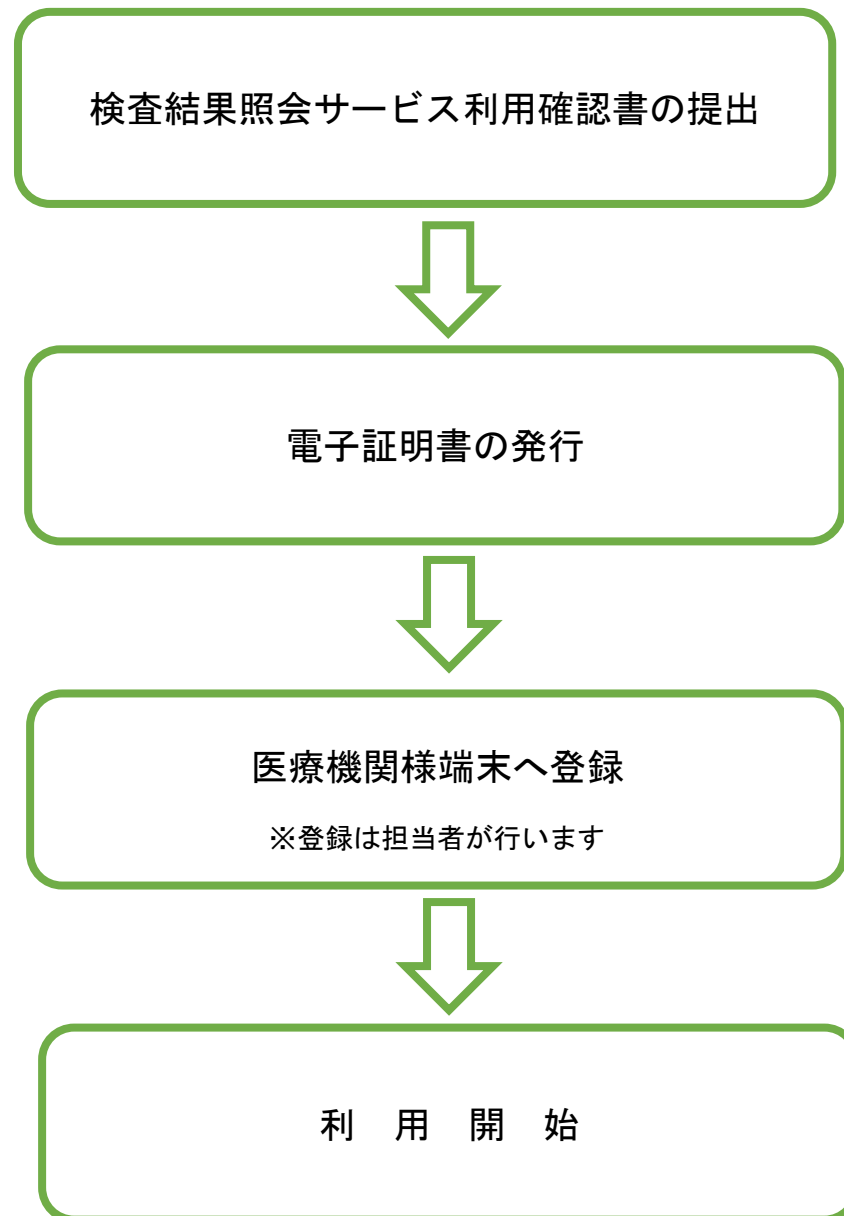 検査結果照会サービス利用確認書の提出
電子証明書の発行
医療機関様端末へ登録
※登録は担当者が行います
利　用　開　始